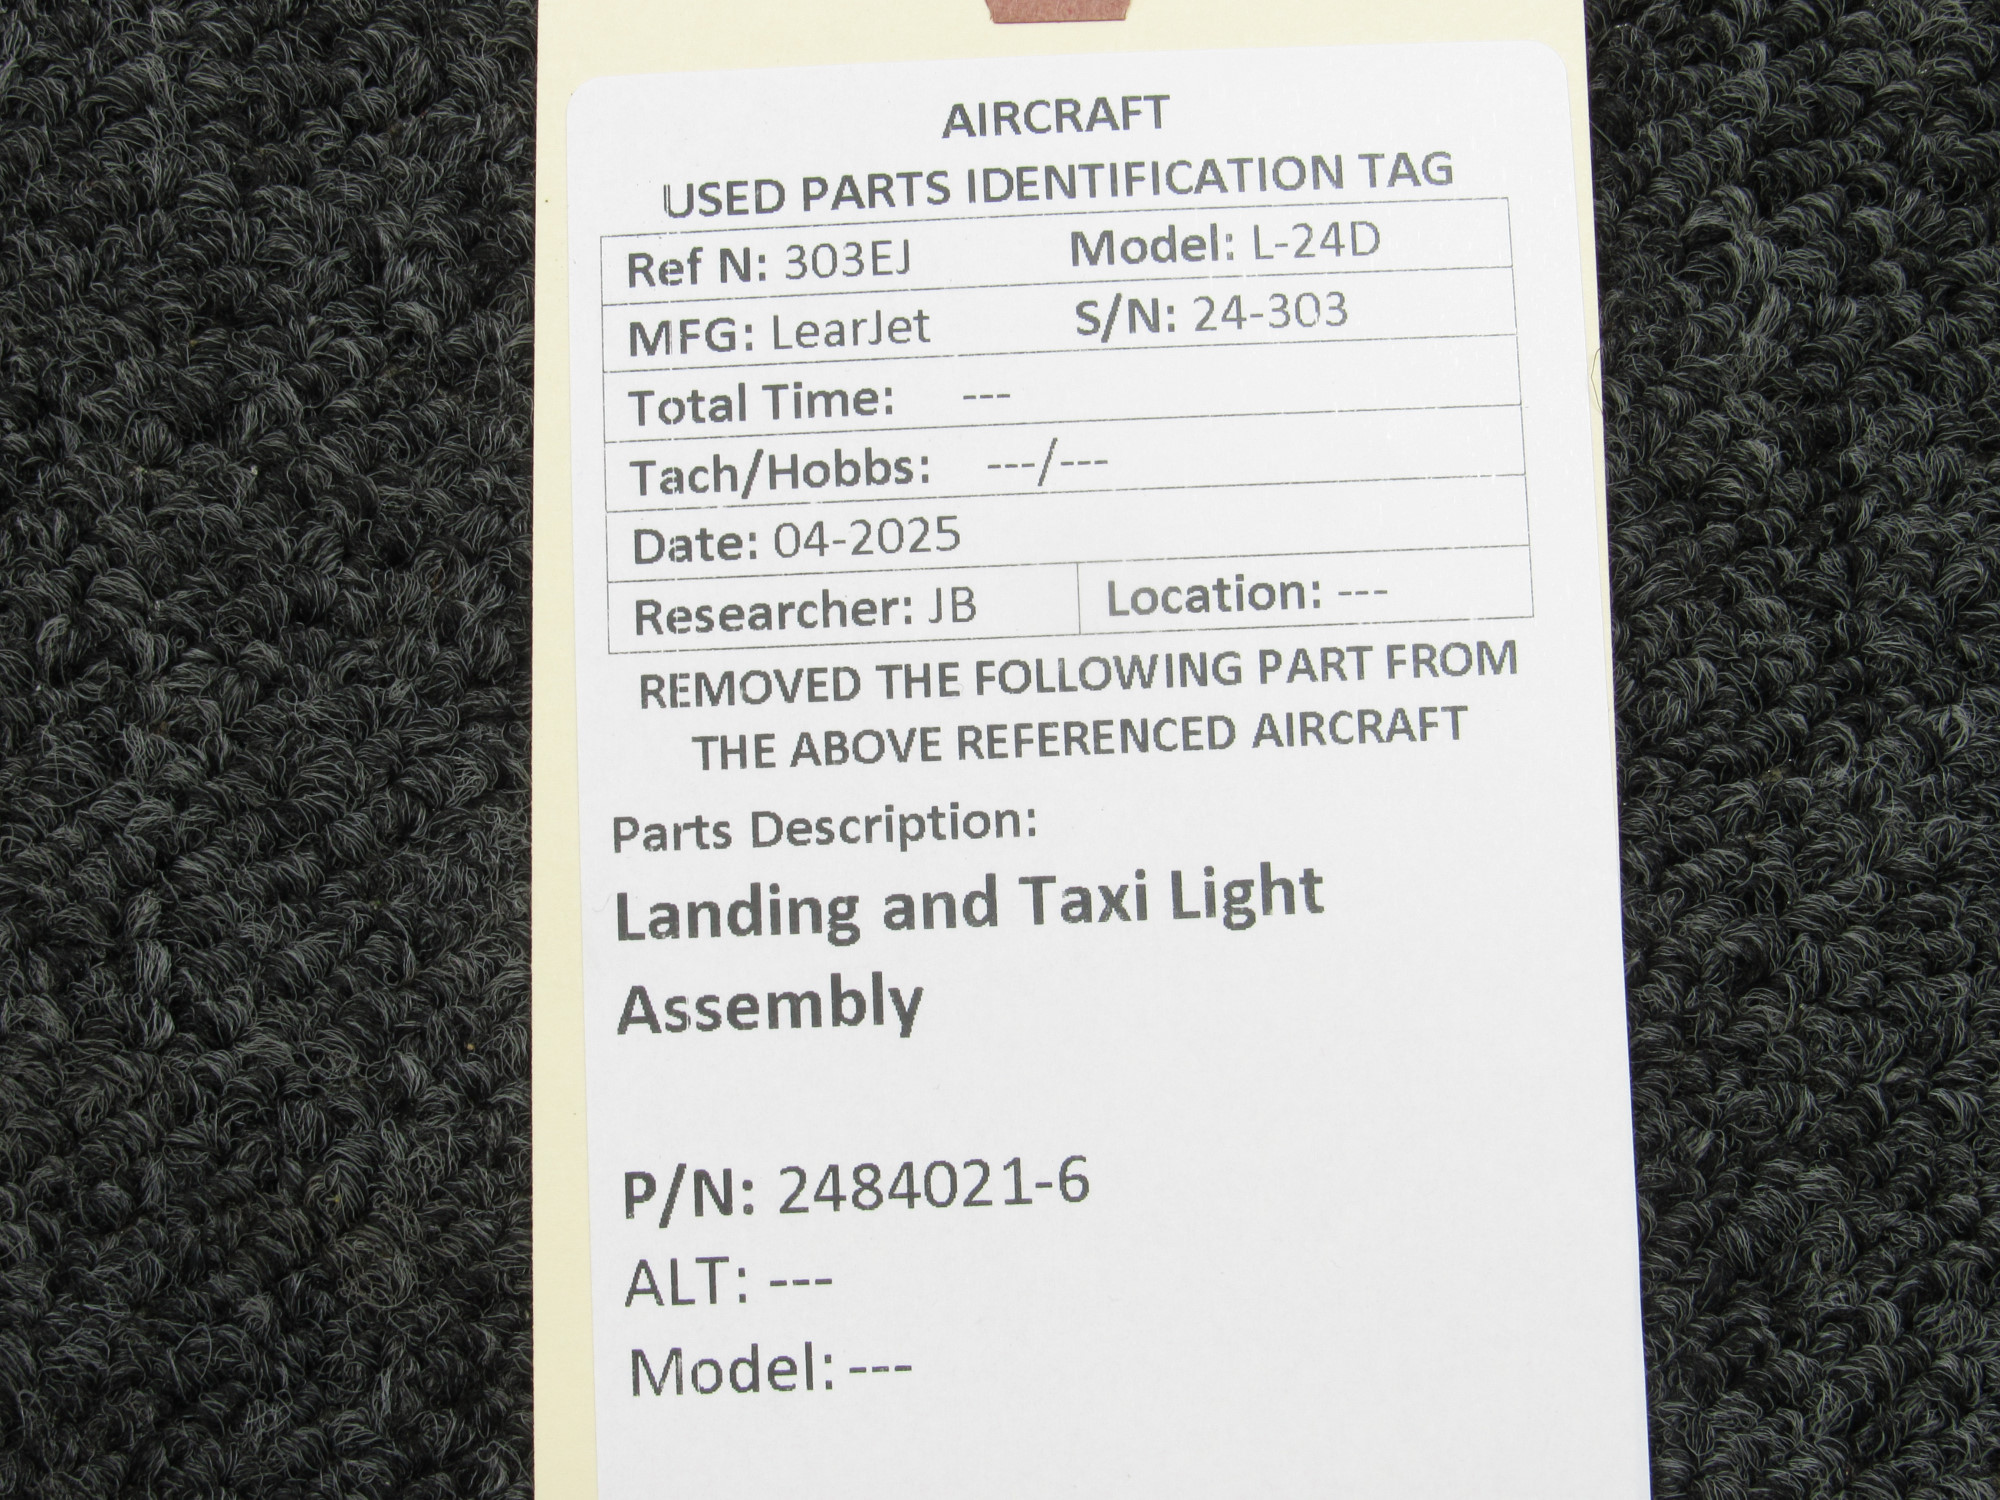 AIRCRAFT
USED PARTS IDENTIFICATION TAG
Ref N: 303EJ Model: L-24D
MFG: LearJet S/N: 24-303
Total Time: ---
Tach/Hobbs: ---/---
Date: 04-2025
Researcher: JB Location: ---
REMOVED THE FOLLOWING PART FROM
THE ABOVE REFERENCED AIRCRAFT
Parts Description:
Landing and Taxi Light
Assembly
P/N: 2484021-6
ALT: ---
Model: ---